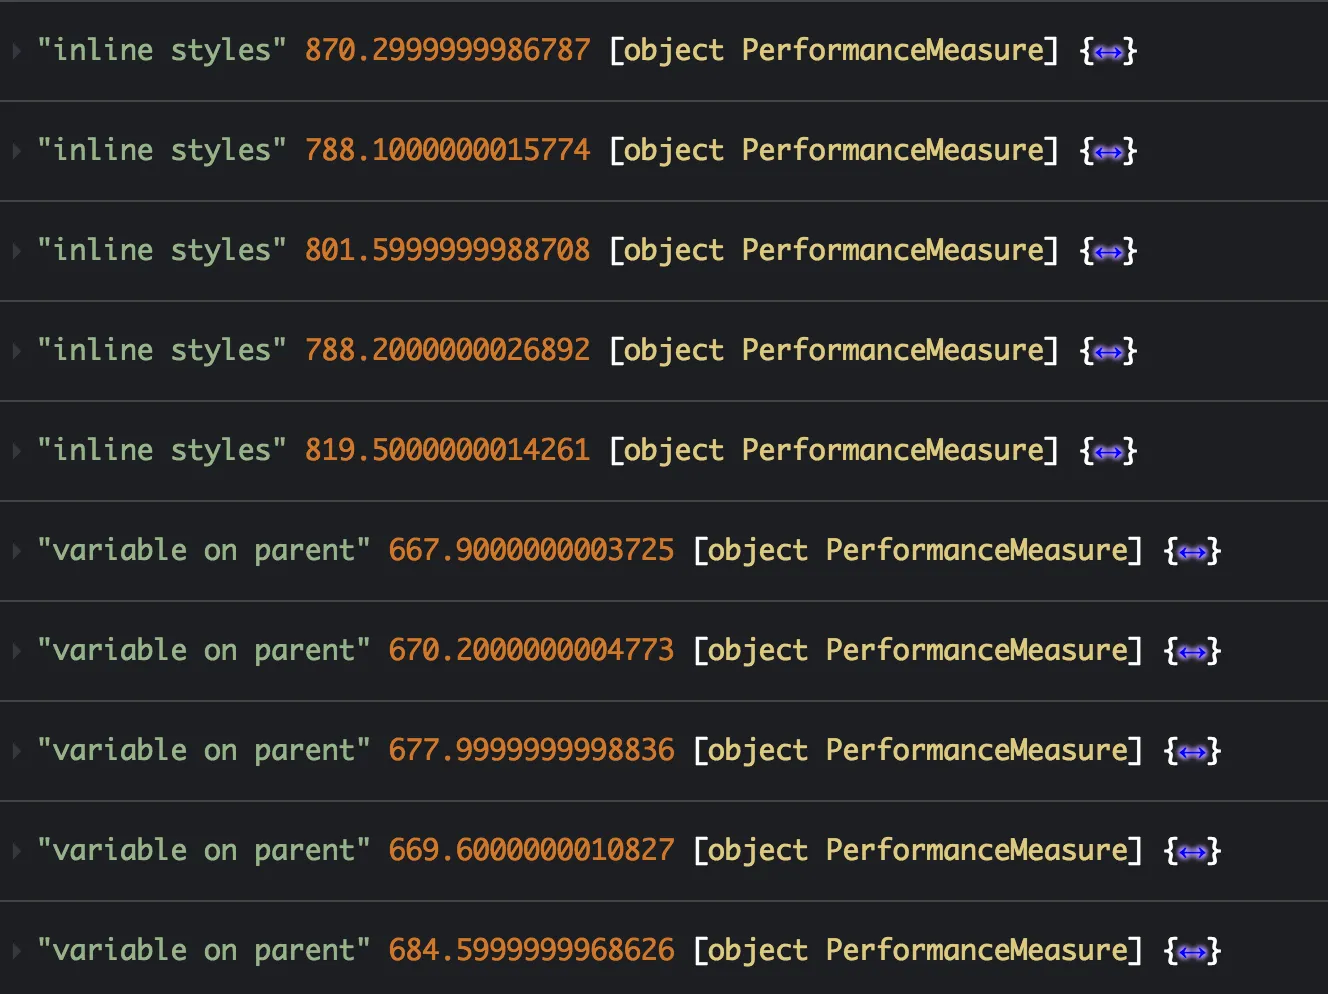 "inline styles" 870.2999999986787 [object PerformanceMeasure] {↔}
"inline styles" 788.1000000015774 [object PerformanceMeasure] {↔}
"inline styles" 801.5999999988708 [object PerformanceMeasure] {↔}
"inline styles" 788.2000000026892 [object PerformanceMeasure] {↔}
"inline styles" 819.5000000014261 [object PerformanceMeasure] {↔}
"variable on parent" 667.9000000003725 [object PerformanceMeasure] {↔}
"variable on parent" 670.2000000004773 [object PerformanceMeasure] {↔}
"variable on parent" 677.9999999998836 [object PerformanceMeasure] {↔}
"variable on parent" 669.6000000010827 [object PerformanceMeasure] {↔}
"variable on parent" 684.5999999968626 [object PerformanceMeasure] {↔}